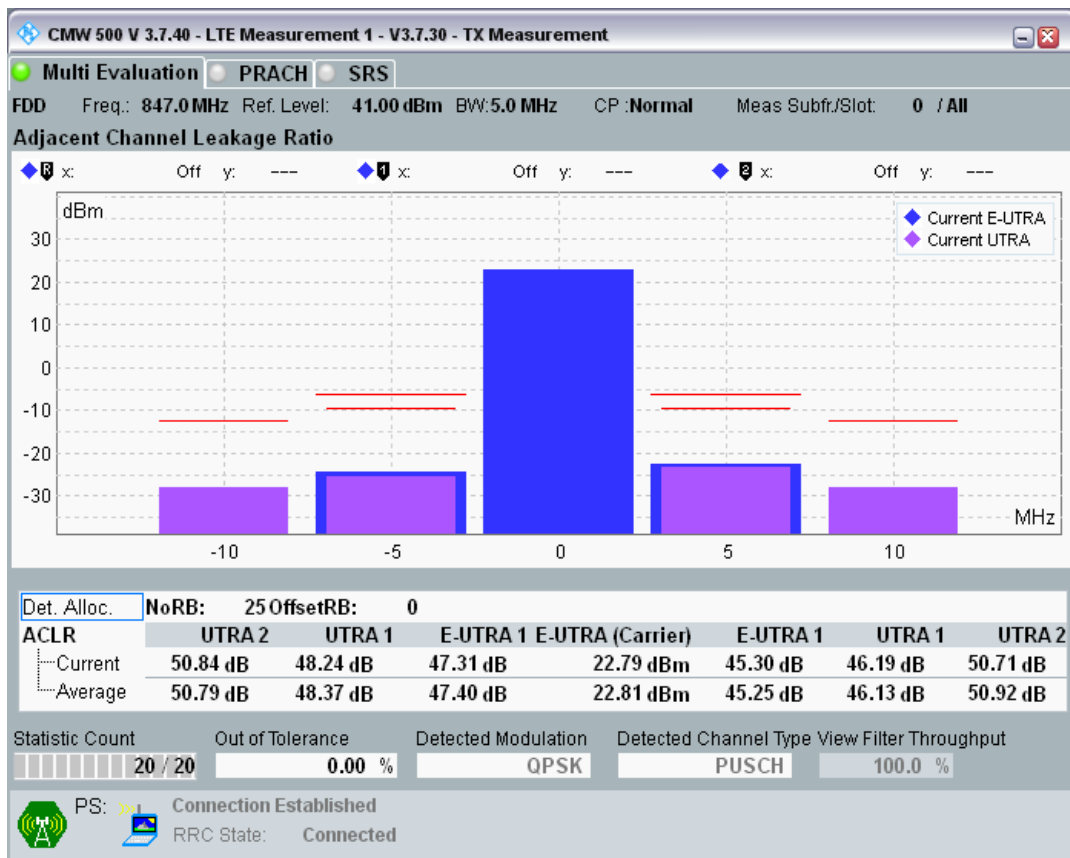 CMW 500 V 3.7.40 - LTE Measurement 1 - V3.7.30 - TX Measurement
Multi Evaluation PRACH SRS
FDD Freq.: 847.0 MHz Ref. Level: 41.00 dBm BW: 5.0 MHz CP :Normal Meas Subfr./Slot: 0 / All
Adjacent Channel Leakage Ratio
R x: Off y: --- 1 x: Off y: --- 2 x: Off y: ---
dBm
Current E-UTRA
Current UTRA
30
20
10
0
-10
-20
-30
MHz
-10 -5 0 5 10
Det. Alloc. NoRB: 25 OffsetRB: 0
ACLR UTRA 2 UTRA 1 E-UTRA 1 E-UTRA (Carrier) E-UTRA 1 UTRA 1 UTRA 2
Current 50.84 dB 48.24 dB 47.31 dB 22.79 dBm 45.30 dB 46.19 dB 50.71 dB
Average 50.79 dB 48.37 dB 47.40 dB 22.81 dBm 45.25 dB 46.13 dB 50.92 dB
Statistic Count Out of Tolerance Detected Modulation Detected Channel Type View Filter Throughput
20 / 20 0.00 % QPSK PUSCH 100.0 %
PS: Connection Established
RRC State: Connected